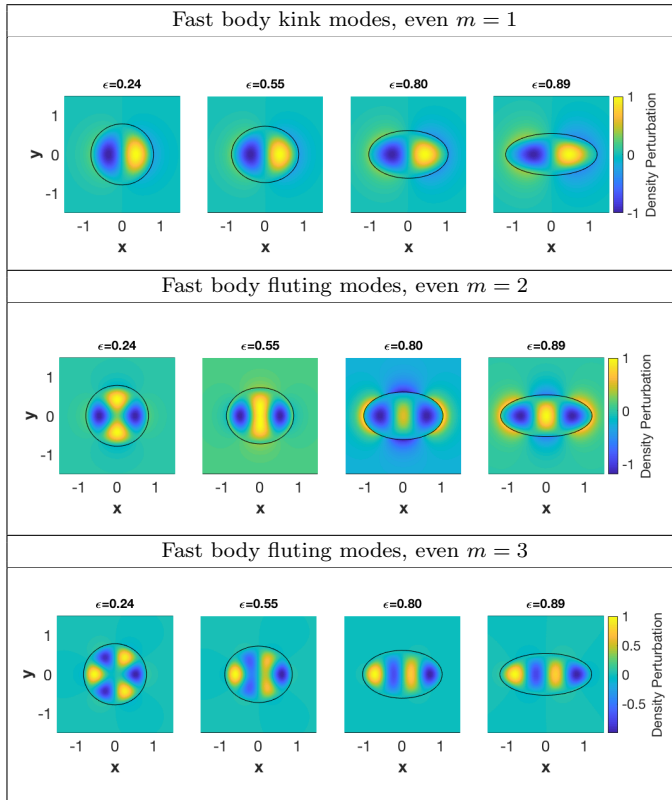 Fast body kink modes, even m = 1
ϵ=0.24 ϵ=0.55 ϵ=0.80 ϵ=0.89
y
1
0
-1
-1 0 1 -1 0 1 -1 0 1 -1 0 1
x x x x
1
0
-1
Density Perturbation
Fast body fluting modes, even m = 2
ϵ=0.24 ϵ=0.55 ϵ=0.80 ϵ=0.89
y
1
0
-1
-1 0 1 -1 0 1 -1 0 1 -1 0 1
x x x x
1
0
-1
Density Perturbation
Fast body fluting modes, even m = 3
ϵ=0.24 ϵ=0.55 ϵ=0.80 ϵ=0.89
y
1
0
-1
-1 0 1 -1 0 1 -1 0 1 -1 0 1
x x x x
1
0.5
0
-0.5
Density Perturbation